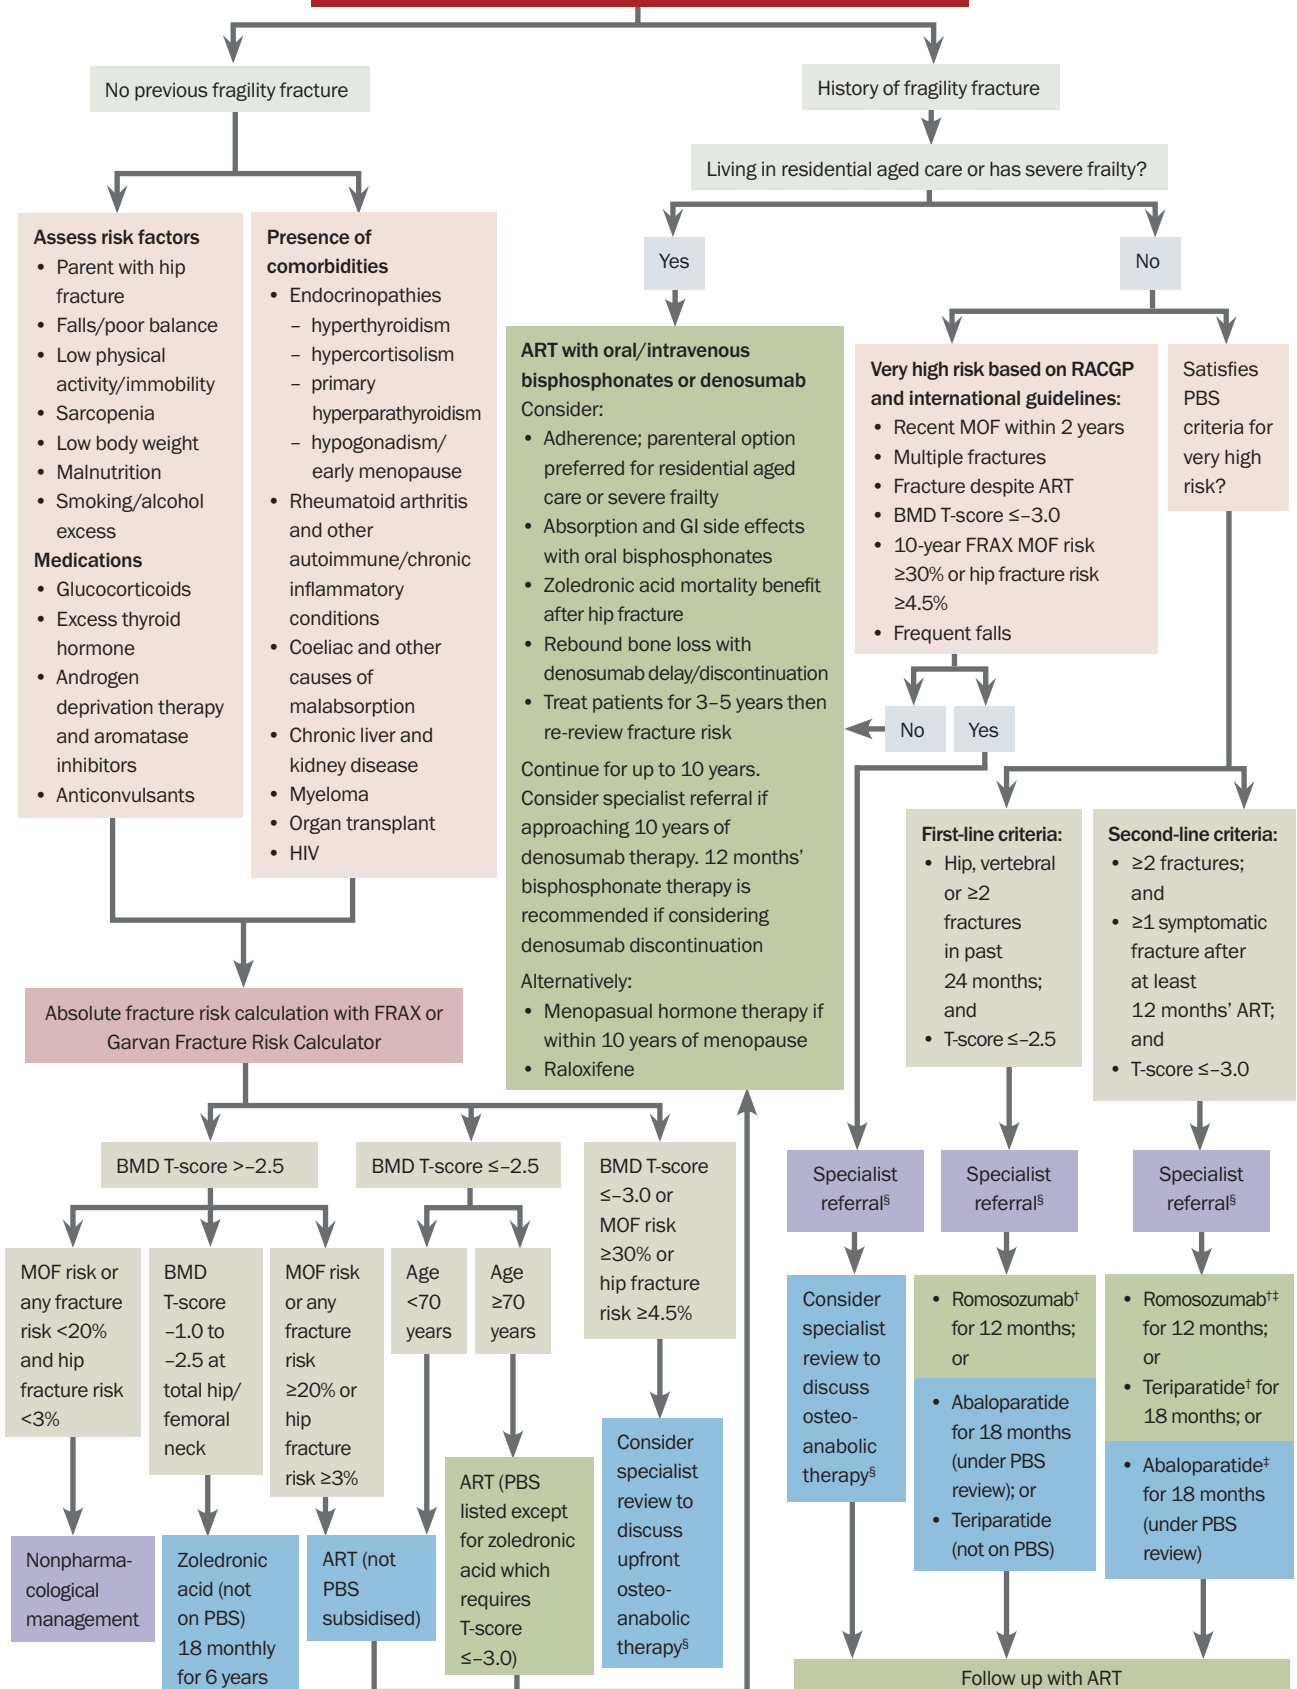 No previous fragility fracture
History of fragility fracture
Living in residential aged care or has severe frailty?
Yes
No
Assess risk factors
• Parent with hip
fracture
• Falls/poor balance
• Low physical
activity/immobility
• Sarcopenia
• Low body weight
• Malnutrition
• Smoking/alcohol
excess
Medications
• Glucocorticoids
• Excess thyroid
hormone
• Androgen
deprivation therapy
and aromatase
inhibitors
• Anticonvulsants
Presence of
comorbidities
• Endocrinopathies
– hyperthyroidism
– hypercortisolism
– primary
hyperparathyroidism
– hypogonadism/
early menopause
• Rheumatoid arthritis
and other
autoimmune/chronic
inflammatory
conditions
• Coeliac and other
causes of
malabsorption
• Chronic liver and
kidney disease
• Myeloma
• Organ transplant
• HIV
ART with oral/intravenous
bisphosphonates or denosumab
Consider:
• Adherence; parenteral option
preferred for residential aged
care or severe frailty
• Absorption and GI side effects
with oral bisphosphonates
• Zoledronic acid mortality benefit
after hip fracture
• Rebound bone loss with
denosumab delay/discontinuation
• Treat patients for 3–5 years then
re-review fracture risk
Continue for up to 10 years.
Consider specialist referral if
approaching 10 years of
denosumab therapy. 12 months’
bisphosphonate therapy is
recommended if considering
denosumab discontinuation
Alternatively:
• Menopasual hormone therapy if
within 10 years of menopause
• Raloxifene
Very high risk based on RACGP
and international guidelines:
• Recent MOF within 2 years
• Multiple fractures
• Fracture despite ART
• BMD T-score ≤–3.0
• 10-year FRAX MOF risk
≥30% or hip fracture risk
≥4.5%
• Frequent falls
Satisfies
PBS
criteria for
very high
risk?
No
Yes
First-line criteria:
• Hip, vertebral
or ≥2
fractures
in past
24 months;
and
• T-score ≤–2.5
Second-line criteria:
• ≥2 fractures;
and
• ≥1 symptomatic
fracture after
at least
12 months’ ART;
and
• T-score ≤–3.0
Absolute fracture risk calculation with FRAX or
Garvan Fracture Risk Calculator
BMD T-score >–2.5
BMD T-score ≤–2.5
BMD T-score
≤–3.0 or
MOF risk
≥30% or
hip fracture
risk ≥4.5%
MOF risk or
any fracture
risk <20%
and hip
fracture risk
<3%
BMD
T-score
–1.0 to
–2.5 at
total hip/
femoral
neck
MOF risk
or any
fracture
risk
≥20% or
hip
fracture
risk ≥3%
Age
<70
years
Age
≥70
years
Nonpharma-
cological
management
Zoledronic
acid (not
on PBS)
18 monthly
for 6 years
ART (not
PBS
subsidised)
ART (PBS
listed except
for zoledronic
acid which
requires
T-score
≤–3.0)
Consider
specialist
review to
discuss
upfront
osteo-
anabolic
therapy§
Specialist
referral§
Specialist
referral§
Specialist
referral§
Consider
specialist
review to
discuss
osteo-
anabolic
therapy§
• Romosozumab†
for 12 months;
or
• Abaloparatide
for 18 months
(under PBS
review); or
• Teriparatide
(not on PBS)
• Romosozumab†‡
for 12 months;
or
• Teriparatide† for
18 months; or
• Abaloparatide‡
for 18 months
(under PBS
review)
Follow up with ART